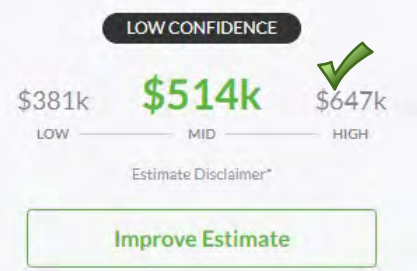 LOW CONFIDENCE
$381k $514k $647k
LOW MID HIGH
Estimate Disclaimer*
Improve Estimate